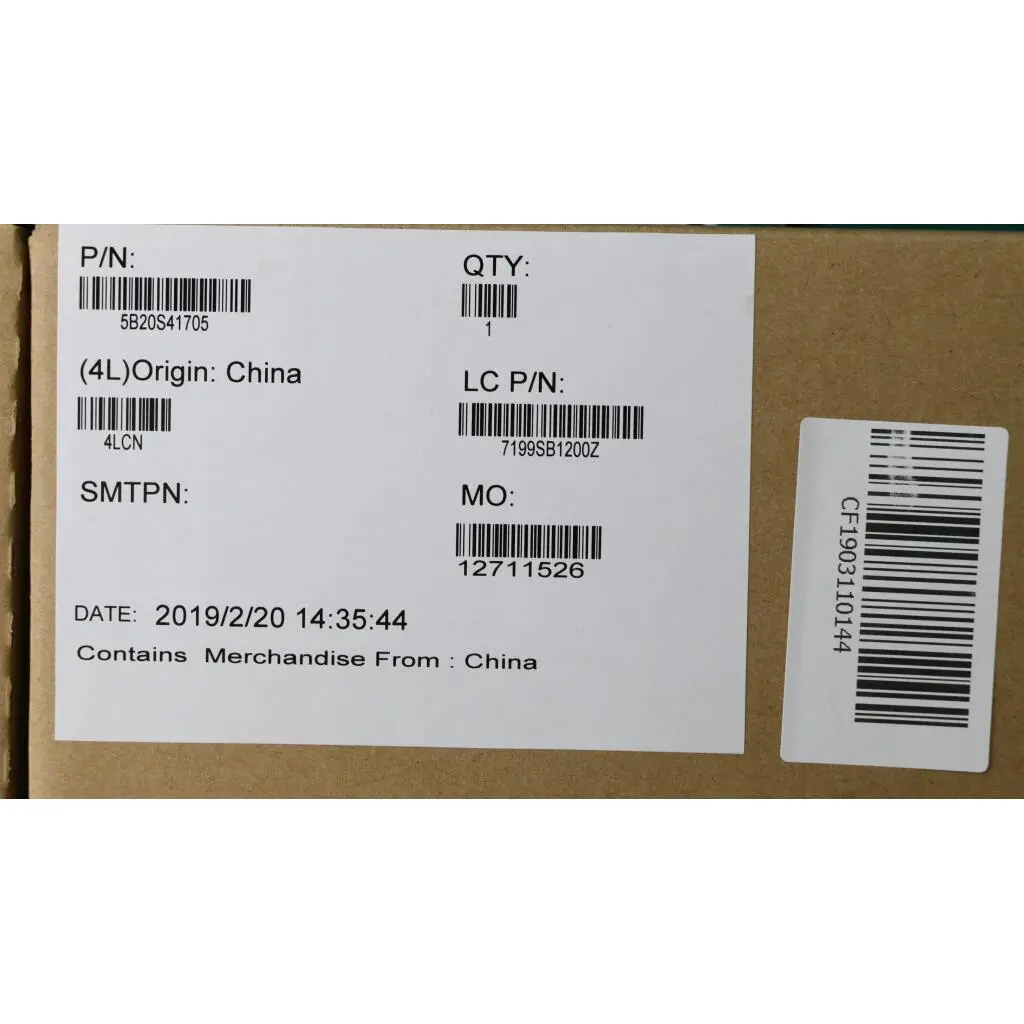 P/N:
5B20S41705
QTY:
1
(4L)Origin: China
4LCN
LC P/N:
7199SB1200Z
SMTPN:
MO:
12711526
DATE: 2019/2/20 14:35:44
Contains Merchandise From : China
CF1903110144